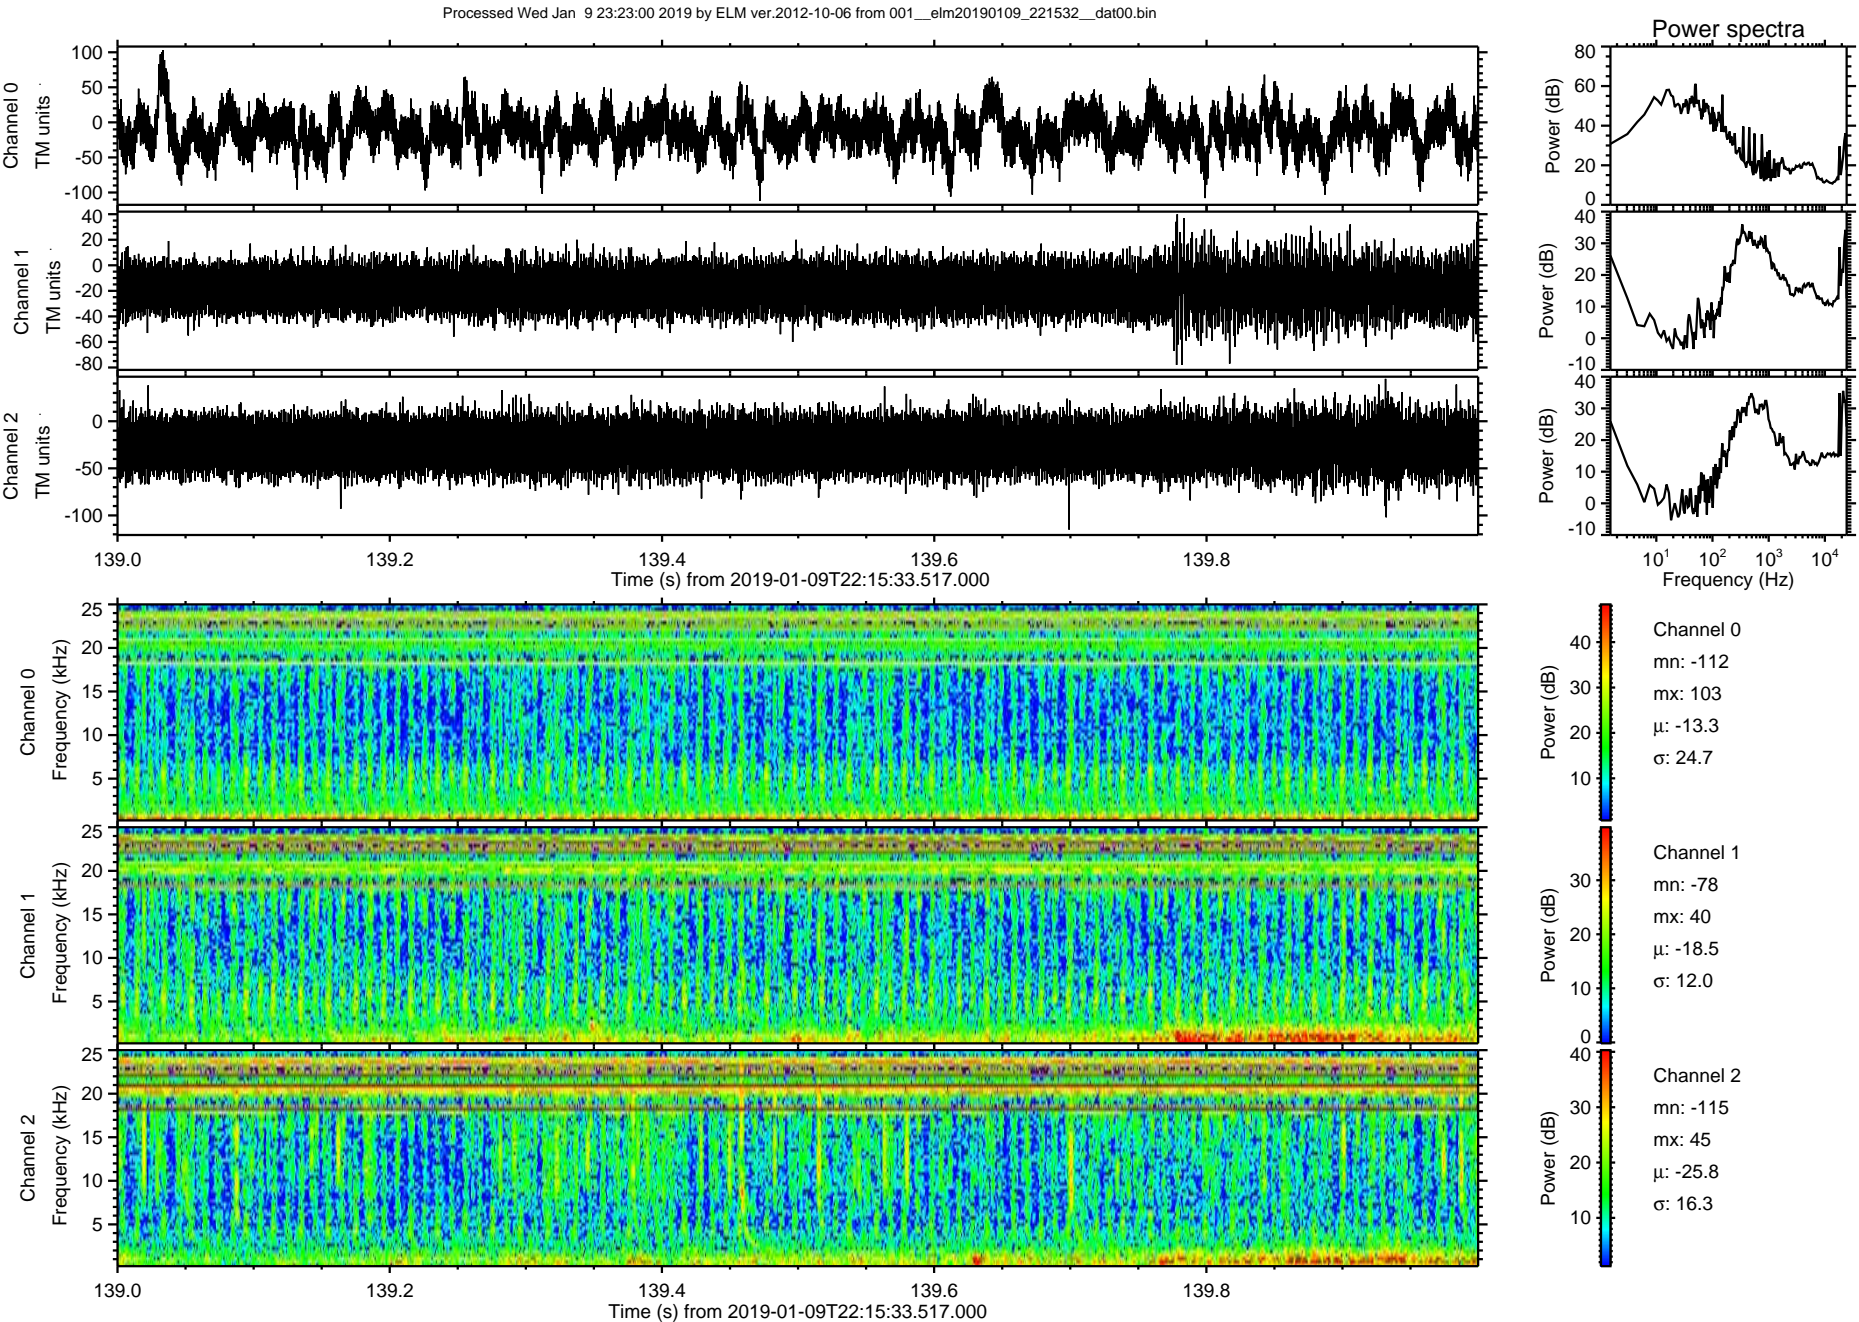 Processed Wed Jan  9 23:23:00 2019 by ELM ver.2012-10-06 from 001__elm20190109_221532__dat00.bin
Power spectra
Channel 0
TM units
100
50
0
-50
-100
Power (dB)
80
60
40
20
0
Channel 1
TM units
40
20
0
-20
-40
-60
-80
Power (dB)
40
30
20
10
0
-10
Channel 2
TM units
0
-50
-100
Power (dB)
40
30
20
10
0
-10
139.0 139.2 139.4 139.6 139.8
Time (s) from 2019-01-09T22:15:33.517.000
10¹ 10² 10³ 10⁴
Frequency (Hz)
Channel 0
Frequency (kHz)
25
20
15
10
5
Power (dB)
40
30
20
10
Channel 0
mn: -112
mx: 103
μ: -13.3
σ: 24.7
Channel 1
Frequency (kHz)
25
20
15
10
5
Power (dB)
30
20
10
0
Channel 1
mn: -78
mx: 40
μ: -18.5
σ: 12.0
Channel 2
Frequency (kHz)
25
20
15
10
5
Power (dB)
40
30
20
10
Channel 2
mn: -115
mx: 45
μ: -25.8
σ: 16.3
139.0 139.2 139.4 139.6 139.8
Time (s) from 2019-01-09T22:15:33.517.000